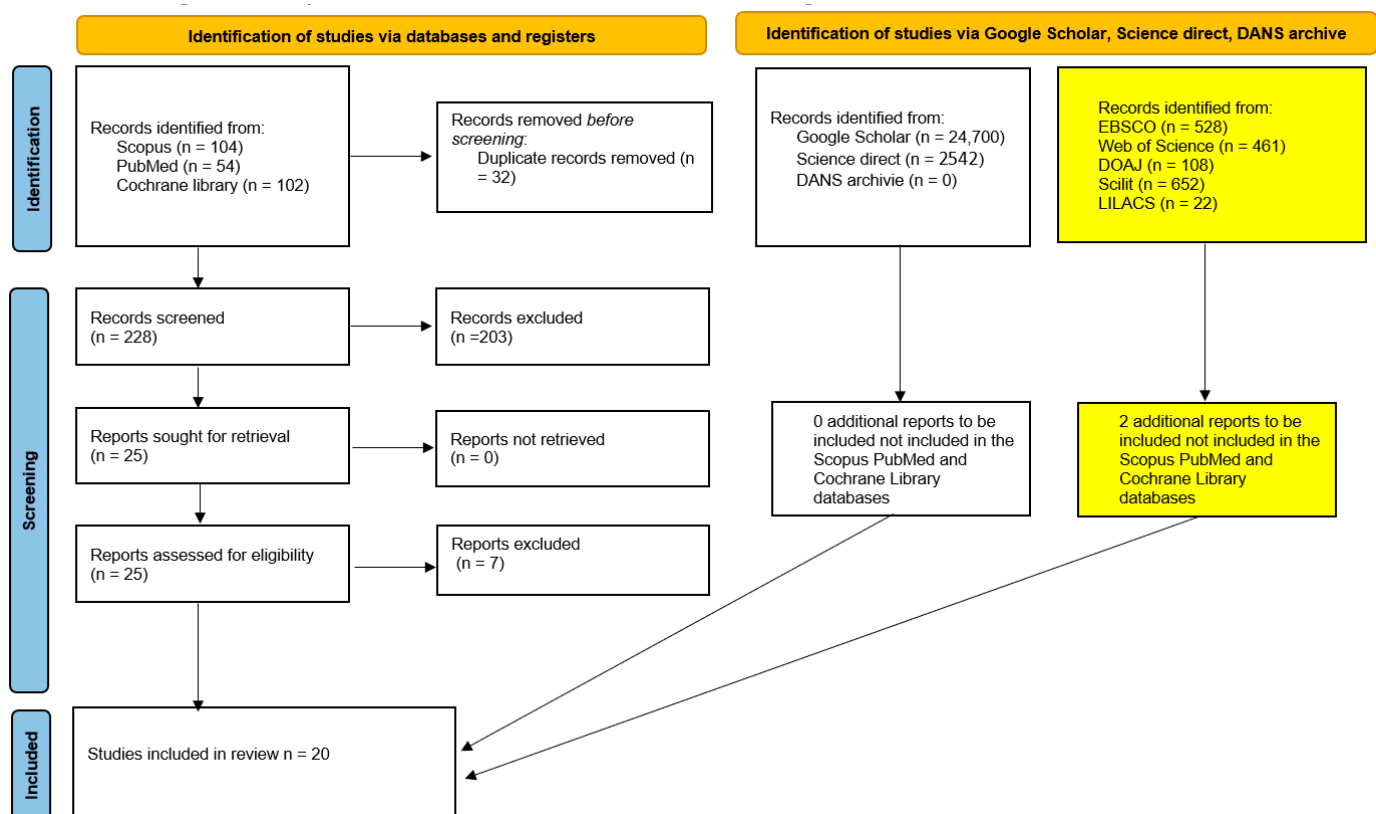 Identification of studies via databases and registers
Identification of studies via Google Scholar, Science direct, DANS archive
Identification
Records identified from:
Scopus (n = 104)
PubMed (n = 54)
Cochrane library (n = 102)
Records removed before
screening:
Duplicate records removed (n
= 32)
Records identified from:
Google Scholar (n = 24,700)
Science direct (n = 2542)
DANS archivie (n = 0)
Records identified from:
EBSCO (n = 528)
Web of Science (n = 461)
DOAJ (n = 108)
Scilit (n = 652)
LILACS (n = 22)
Screening
Records screened
(n = 228)
Records excluded
(n =203)
Reports sought for retrieval
(n = 25)
Reports not retrieved
(n = 0)
0 additional reports to be
included not included in the
Scopus PubMed and
Cochrane Library
databases
2 additional reports to be
included not included in the
Scopus PubMed and
Cochrane Library
databases
Reports assessed for eligibility
(n = 25)
Reports excluded
(n = 7)
Included
Studies included in review n = 20